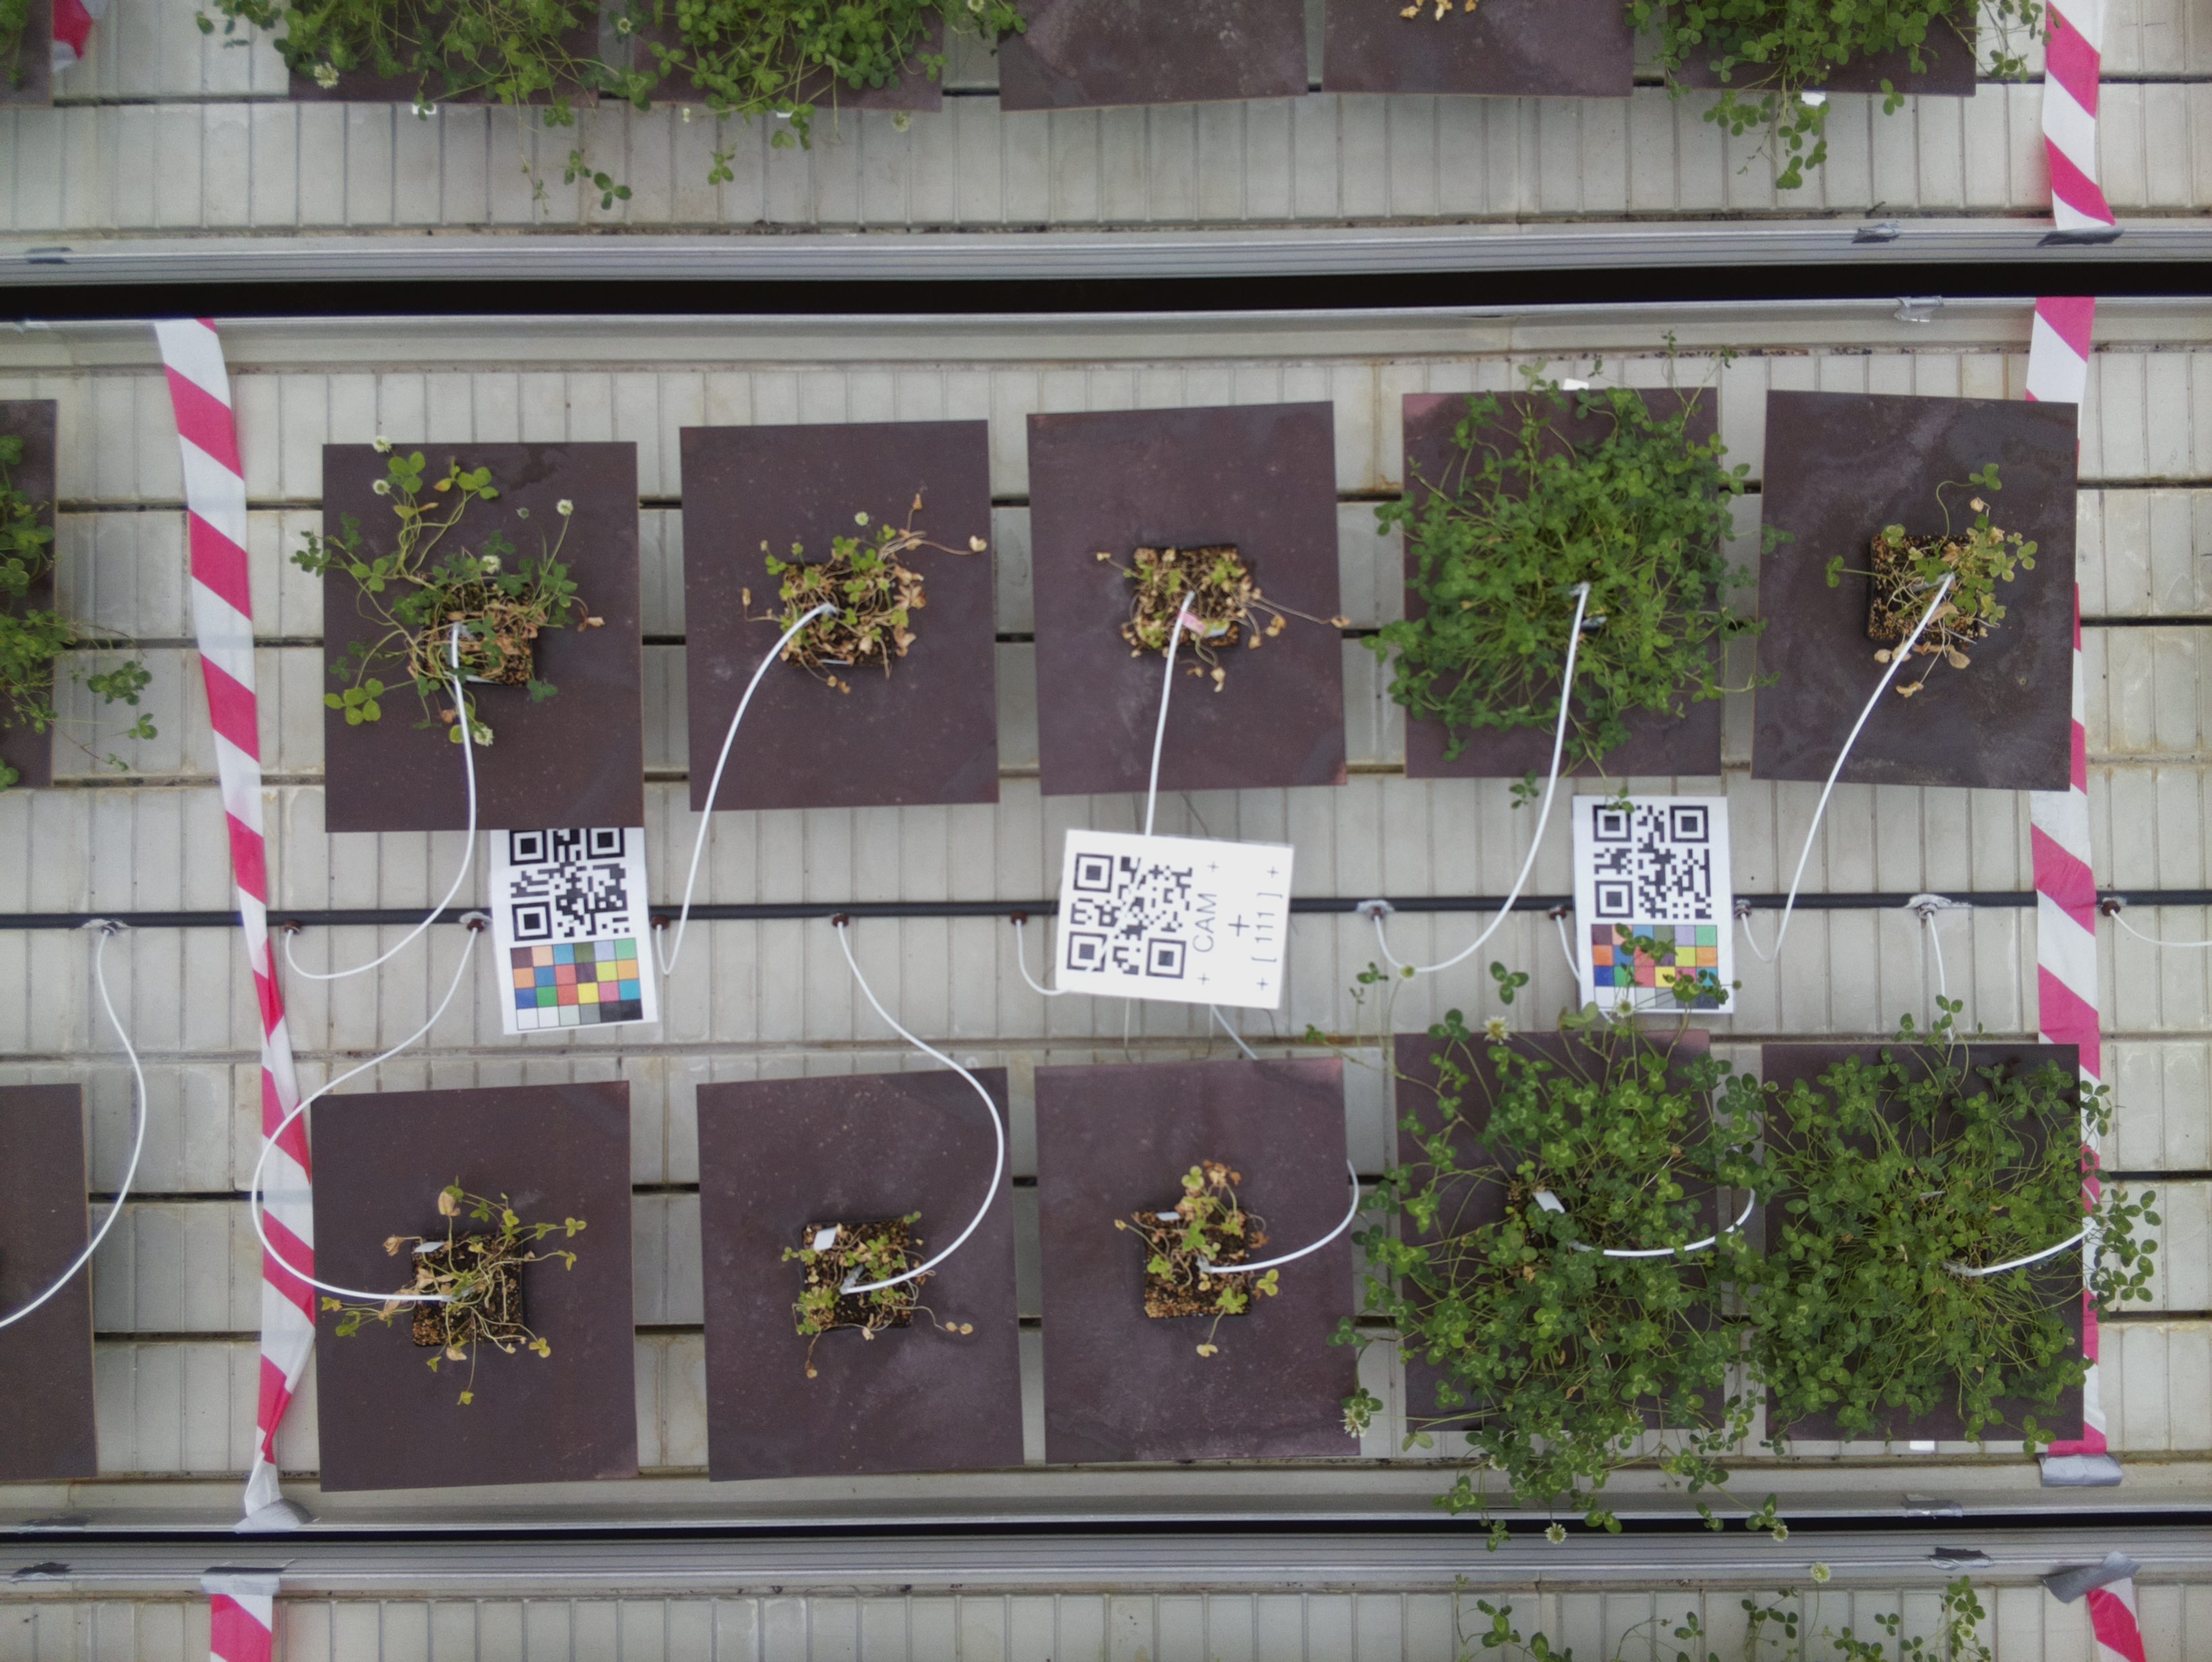 + CAM +
+
+ [ 111 ] +